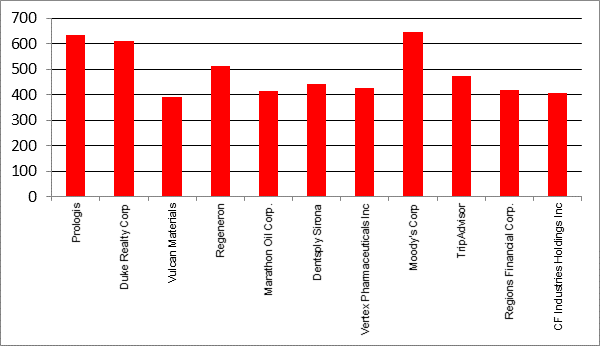 700
600
500
400
300
200
100
0
Prologis
Duke Realty Corp
Vulcan Materials
Regeneron
Marathon Oil Corp.
Dentsply Sirona
Vertex Pharmaceuticals Inc
Moody's Corp
TripAdvisor
Regions Financial Corp.
CF Industries Holdings Inc